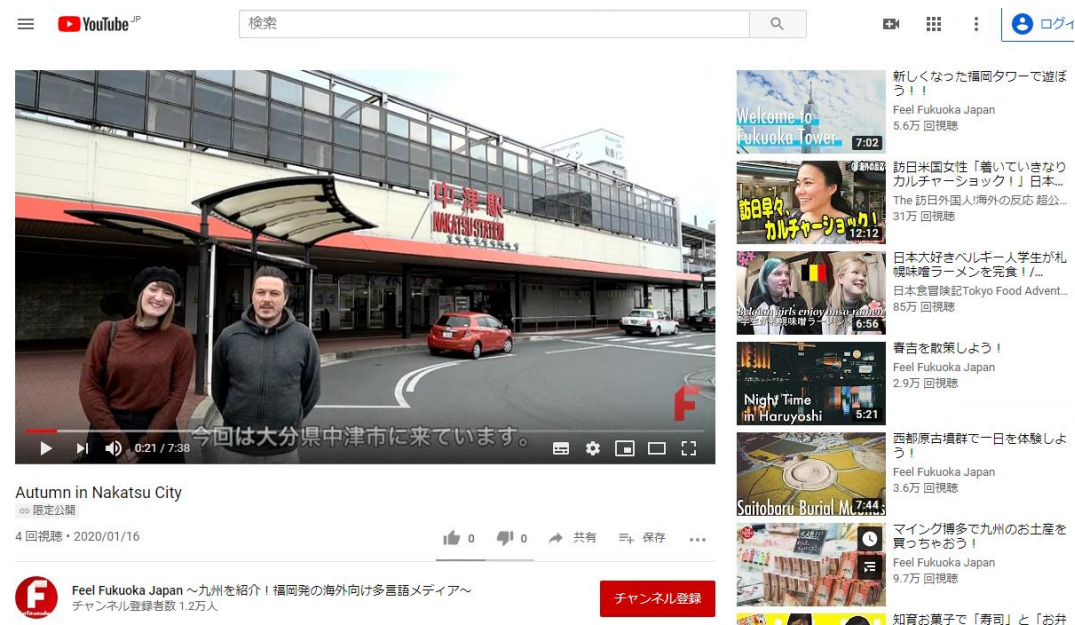 YouTube JP
検索
ログイ
中津駅
NAKATSU STATION
今回は大分県中津市に来ています。
0:21 / 7:38
F
Autumn in Nakatsu City
限定公開
4 回視聴・2020/01/16
0
0
共有
保存
Feel Fukuoka Japan ～九州を紹介！福岡発の海外向け多言語メディア～
チャンネル登録者数 1.2万人
チャンネル登録
Welcome to
Fukuoka Tower
7:02
新しくなった福岡タワーで遊ぼ
う！！
Feel Fukuoka Japan
5.6万 回視聴
訪日早々、
カルチャーショック！
12:12
訪日米国女性「着いていきなり
カルチャーショック！」日本...
The 訪日外国人!海外の反応 超公...
31万 回視聴
belgian girls enjoy miso ramen
6:56
日本大好きベルギー人学生が札
幌味噌ラーメンを完食！/...
日本食冒険記Tokyo Food Advent...
85万 回視聴
Night Time
in Haruyoshi
5:21
春吉を散策しよう！
Feel Fukuoka Japan
2.9万 回視聴
Saitobaru Burial Mounds
7:44
西都原古墳群で一日を体験しよ
う！
Feel Fukuoka Japan
3.6万 回視聴
マイング博多で九州のお土産を
買っちゃおう！
Feel Fukuoka Japan
9.7万 回視聴
知育お菓子で「寿司」と「お弁